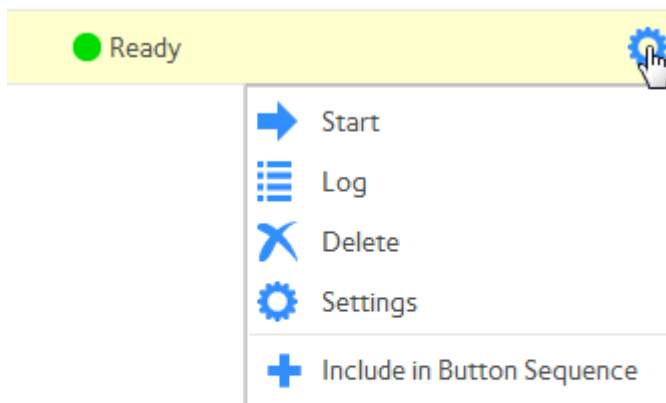 Ready
Start
Log
Delete
Settings
Include in Button Sequence